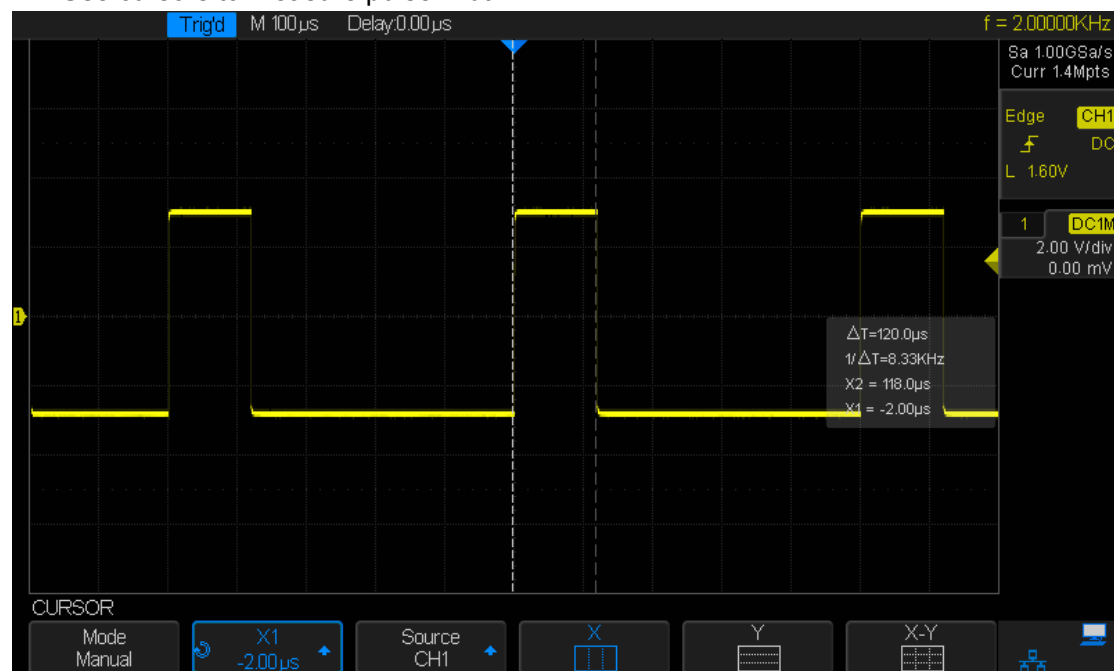 Trig'd M 100µs Delay:0.00µs f = 2.00000KHz
Sa 1.00GSa/s
Curr 1.4Mpts
Edge CH1
DC
L 1.60V
1 DC1M
2.00 V/div
0.00 mV
1
△T=120.0µs
1/△T=8.33KHz
X2 = 118.0µs
X1 = -2.00µs
CURSOR
Mode X1 Source X Y X-Y
Manual -2.00µs CH1